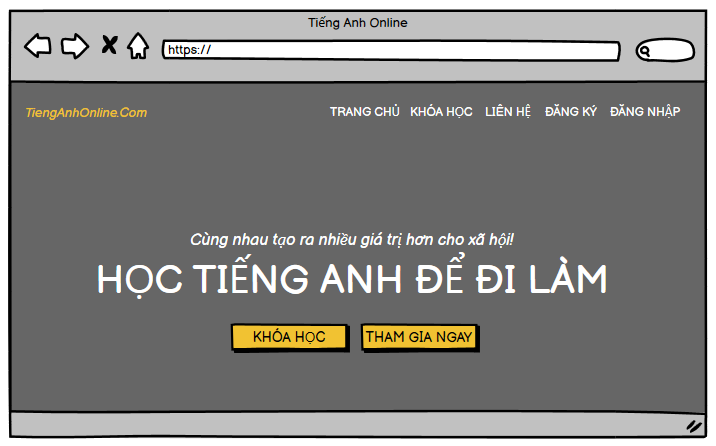 Tiếng Anh Online
https://
TiengAnhOnline.Com
TRANG CHỦ KHÓA HỌC LIÊN HỆ ĐĂNG KÝ ĐĂNG NHẬP
Cùng nhau tạo ra nhiều giá trị hơn cho xã hội!
HỌC TIẾNG ANH ĐỂ ĐI LÀM
KHÓA HỌC THAM GIA NGAY